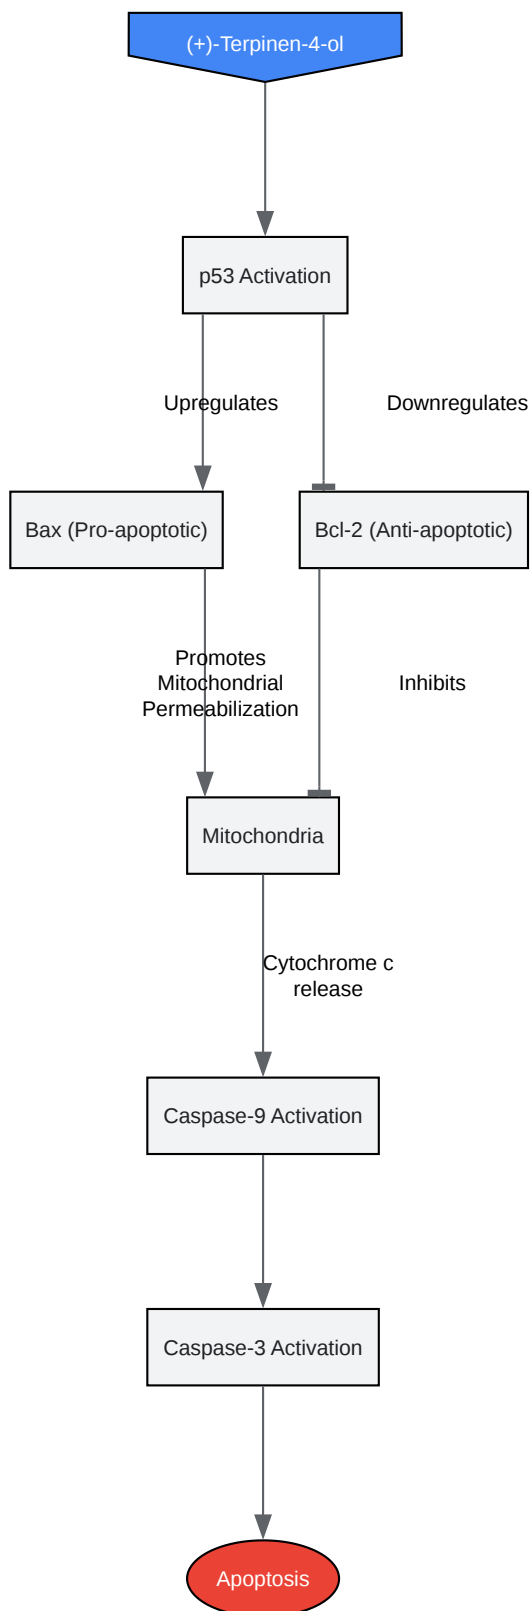 (+)-Terpinen-4-ol
p53 Activation
Upregulates
Downregulates
Bax (Pro-apoptotic)
Bcl-2 (Anti-apoptotic)
Promotes
Mitochondrial
Permeabilization
Inhibits
Mitochondria
Cytochrome c
release
Caspase-9 Activation
Caspase-3 Activation
Apoptosis